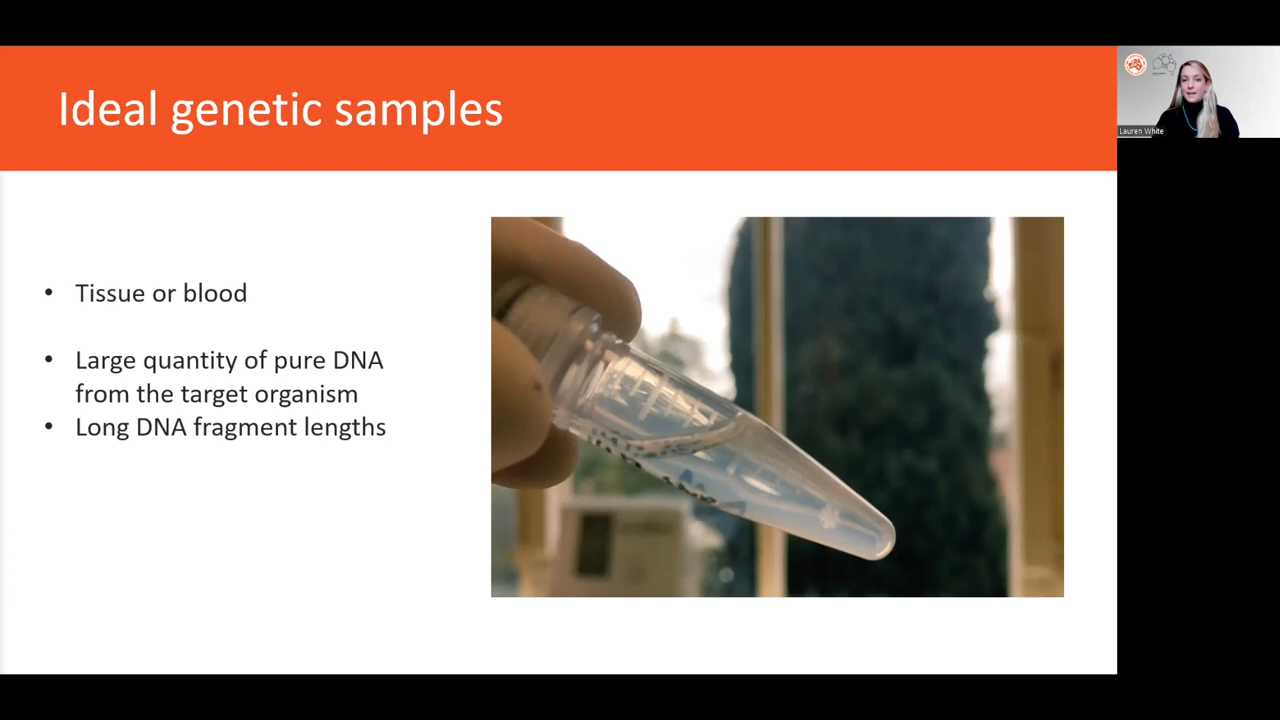 Ideal genetic samples
Lauren White
• Tissue or blood
• Large quantity of pure DNA
from the target organism
• Long DNA fragment lengths